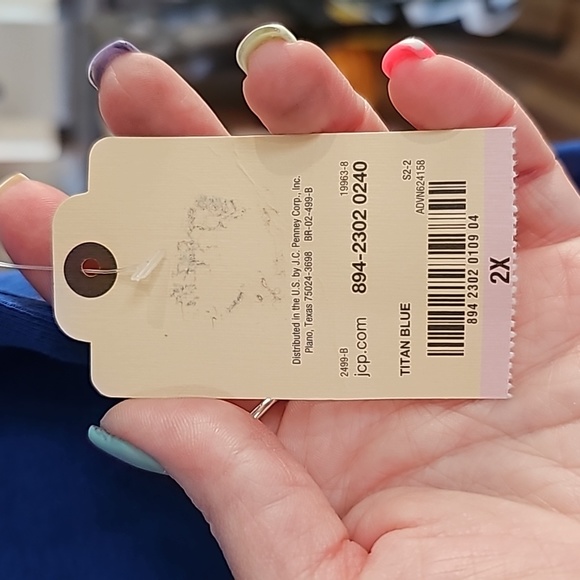 Distributed in the U.S. by J.C. Penney Corp., Inc.
Plano, Texas 75024-3698 BR-02-499-B
2499-B 19963-8
jcp.com 894-2302 0240
TITAN BLUE S2-2
ADVN624158
894 2302 0109 04
2X